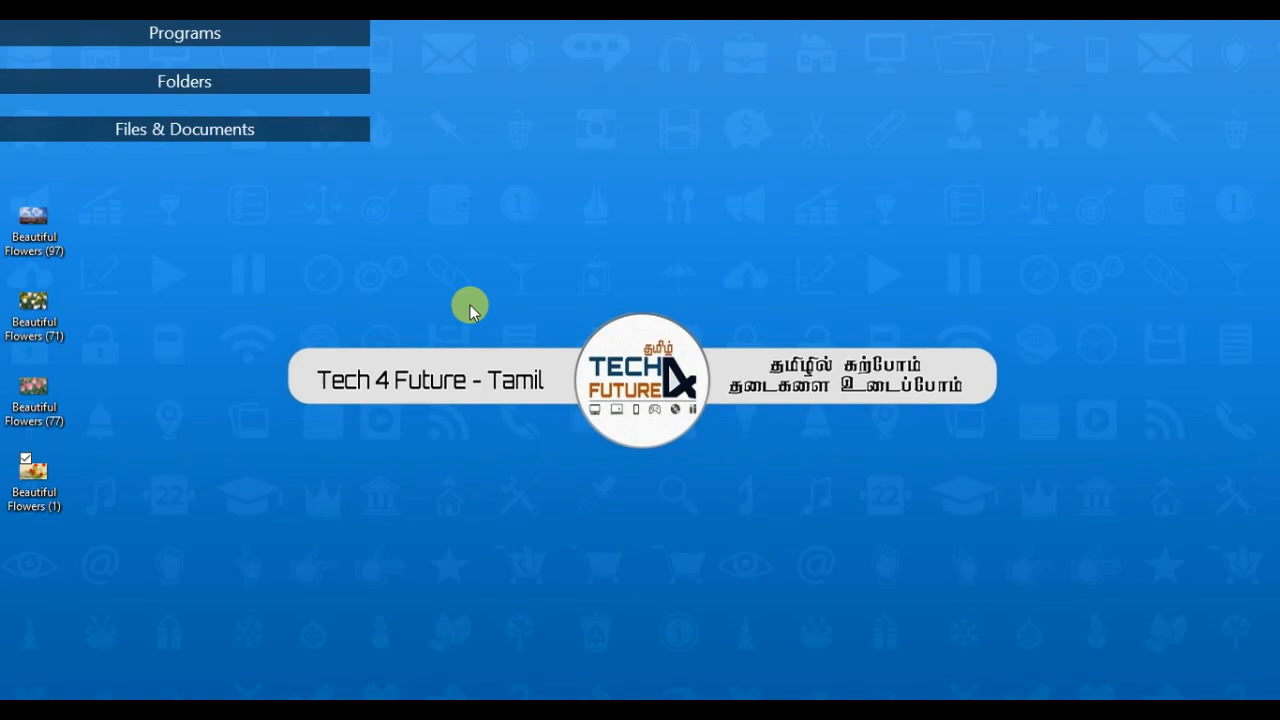 Programs
Folders
Files & Documents
Beautiful
Flowers (97)
Beautiful
Flowers (71)
Beautiful
Flowers (77)
Beautiful
Flowers (1)
Tech 4 Future - Tamil
தமிழ்
TECH 4
FUTURE
தமிழில் கற்போம்
தடைகளை உடைப்போம்